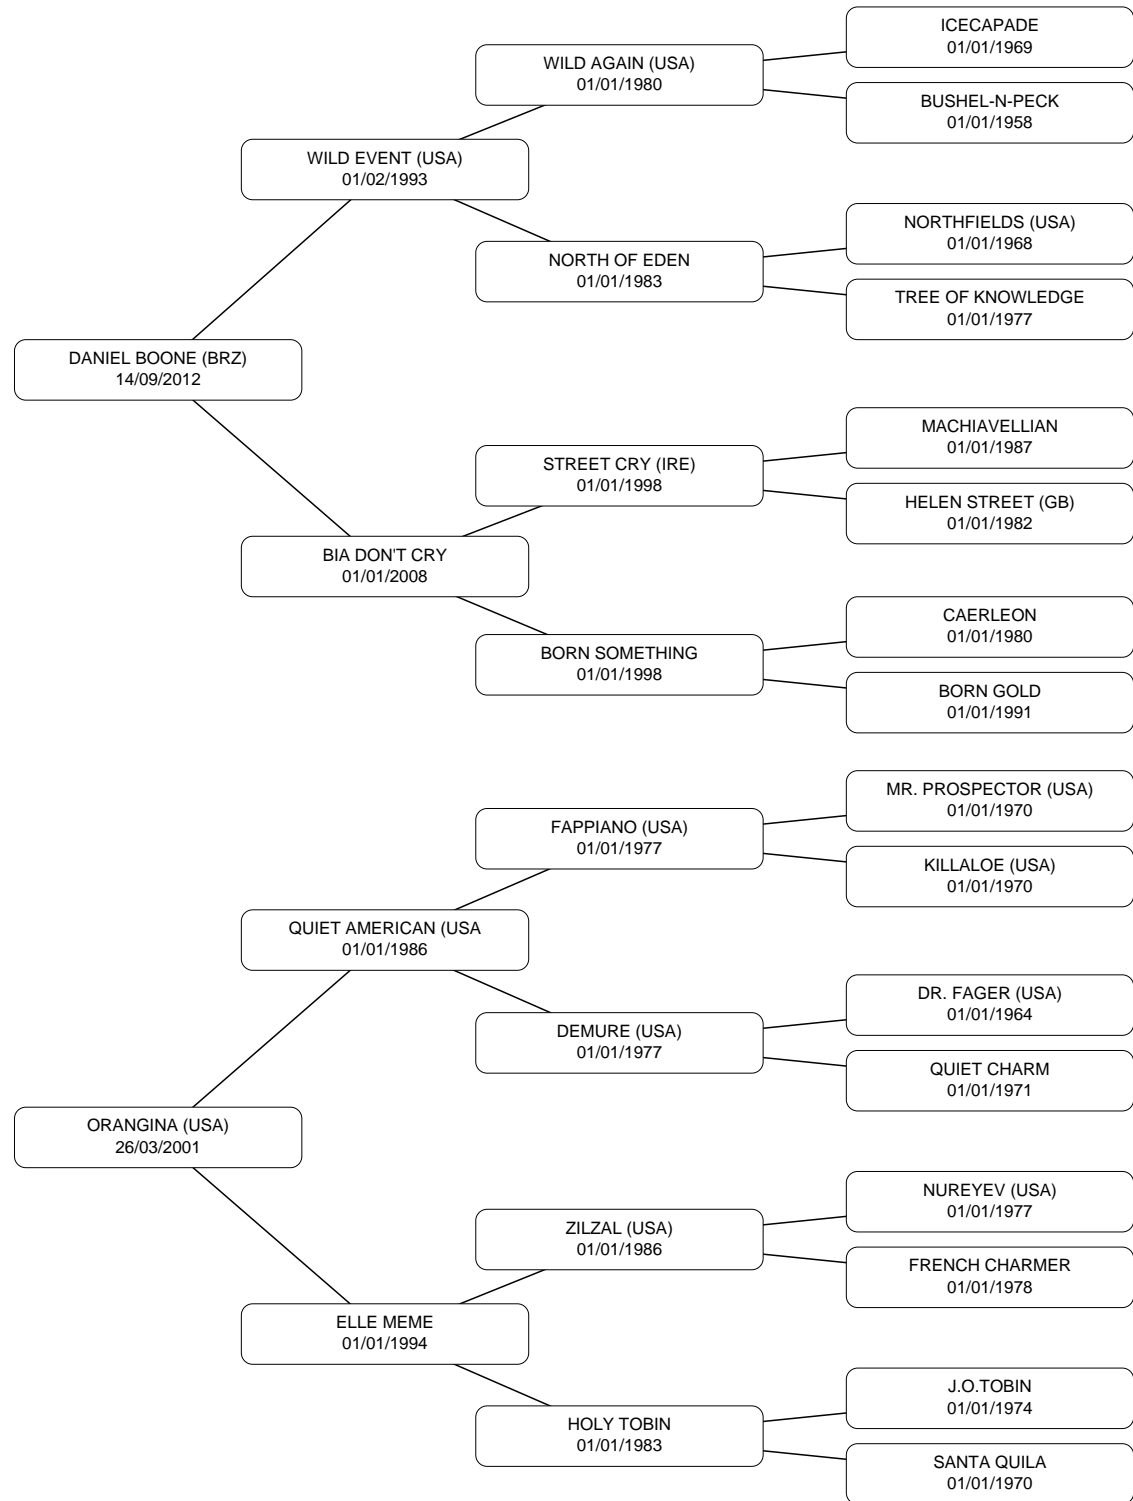 ICECAPADE
01/01/1969
WILD AGAIN (USA)
01/01/1980
BUSHEL-N-PECK
01/01/1958
WILD EVENT (USA)
01/02/1993
NORTHFIELDS (USA)
01/01/1968
NORTH OF EDEN
01/01/1983
TREE OF KNOWLEDGE
01/01/1977
DANIEL BOONE (BRZ)
14/09/2012
MACHIAVELLIAN
01/01/1987
STREET CRY (IRE)
01/01/1998
HELEN STREET (GB)
01/01/1982
BIA DON'T CRY
01/01/2008
CAERLEON
01/01/1980
BORN SOMETHING
01/01/1998
BORN GOLD
01/01/1991
MR. PROSPECTOR (USA)
01/01/1970
FAPPIANO (USA)
01/01/1977
KILLALOE (USA)
01/01/1970
QUIET AMERICAN (USA
01/01/1986
DR. FAGER (USA)
01/01/1964
DEMURE (USA)
01/01/1977
QUIET CHARM
01/01/1971
ORANGINA (USA)
26/03/2001
NUREYEV (USA)
01/01/1977
ZILZAL (USA)
01/01/1986
FRENCH CHARMER
01/01/1978
ELLE MEME
01/01/1994
J.O.TOBIN
01/01/1974
HOLY TOBIN
01/01/1983
SANTA QUILA
01/01/1970